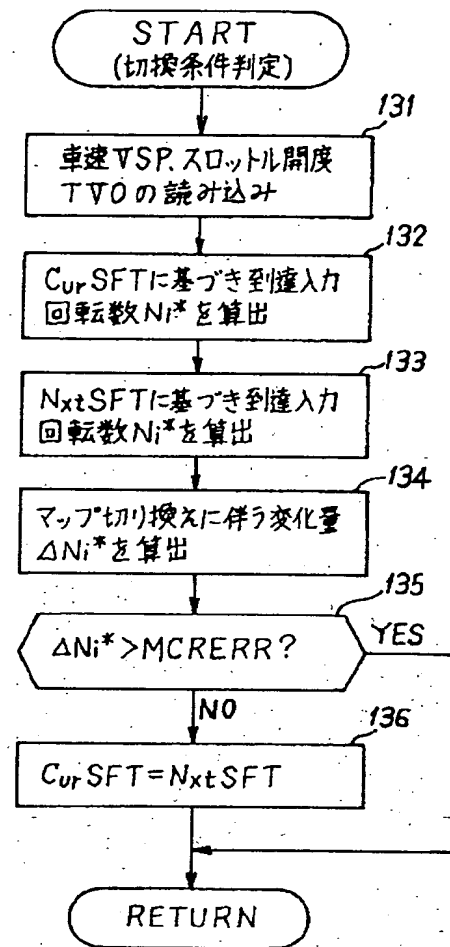 START
(切換条件判定)
131
車速VSP.スロットル開度
TVOの読み込み
132
CurSFTに基づき到達入力
回転数Ni*を算出
133
NxtSFTに基づき到達入力
回転数Ni*を算出
134
マップ切り換えに伴う変化量
ΔNi*を算出
135
ΔNi*>MCRERR?
YES
NO
136
CurSFT=NxtSFT
RETURN